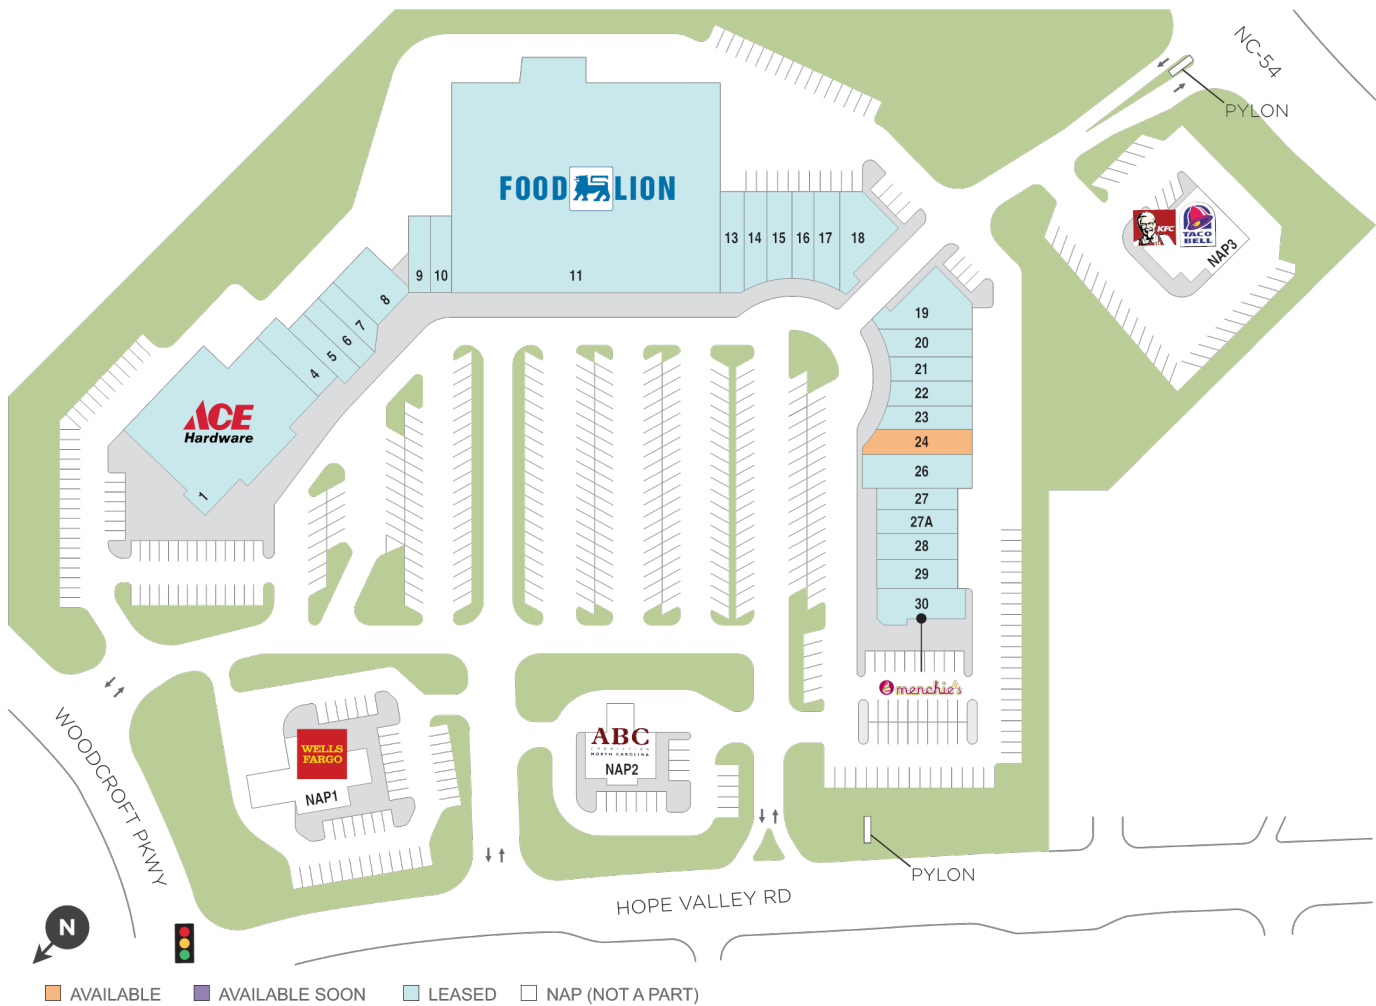 NC-54
PYLON
FOOD LION
KFC
TACO
BELL
NAP3
13
14
15
16
17
18
9
10
11
8
7
6
5
4
19
20
21
22
23
24
26
27
27A
28
29
30
ACE
Hardware
1
menchie's
WELLS
FARGO
NAP1
ABC
COMMISSION
NORTH CAROLINA
NAP2
WOODCROFT PKWY
PYLON
HOPE VALLEY RD
N
AVAILABLE
AVAILABLE SOON
LEASED
NAP (NOT A PART)